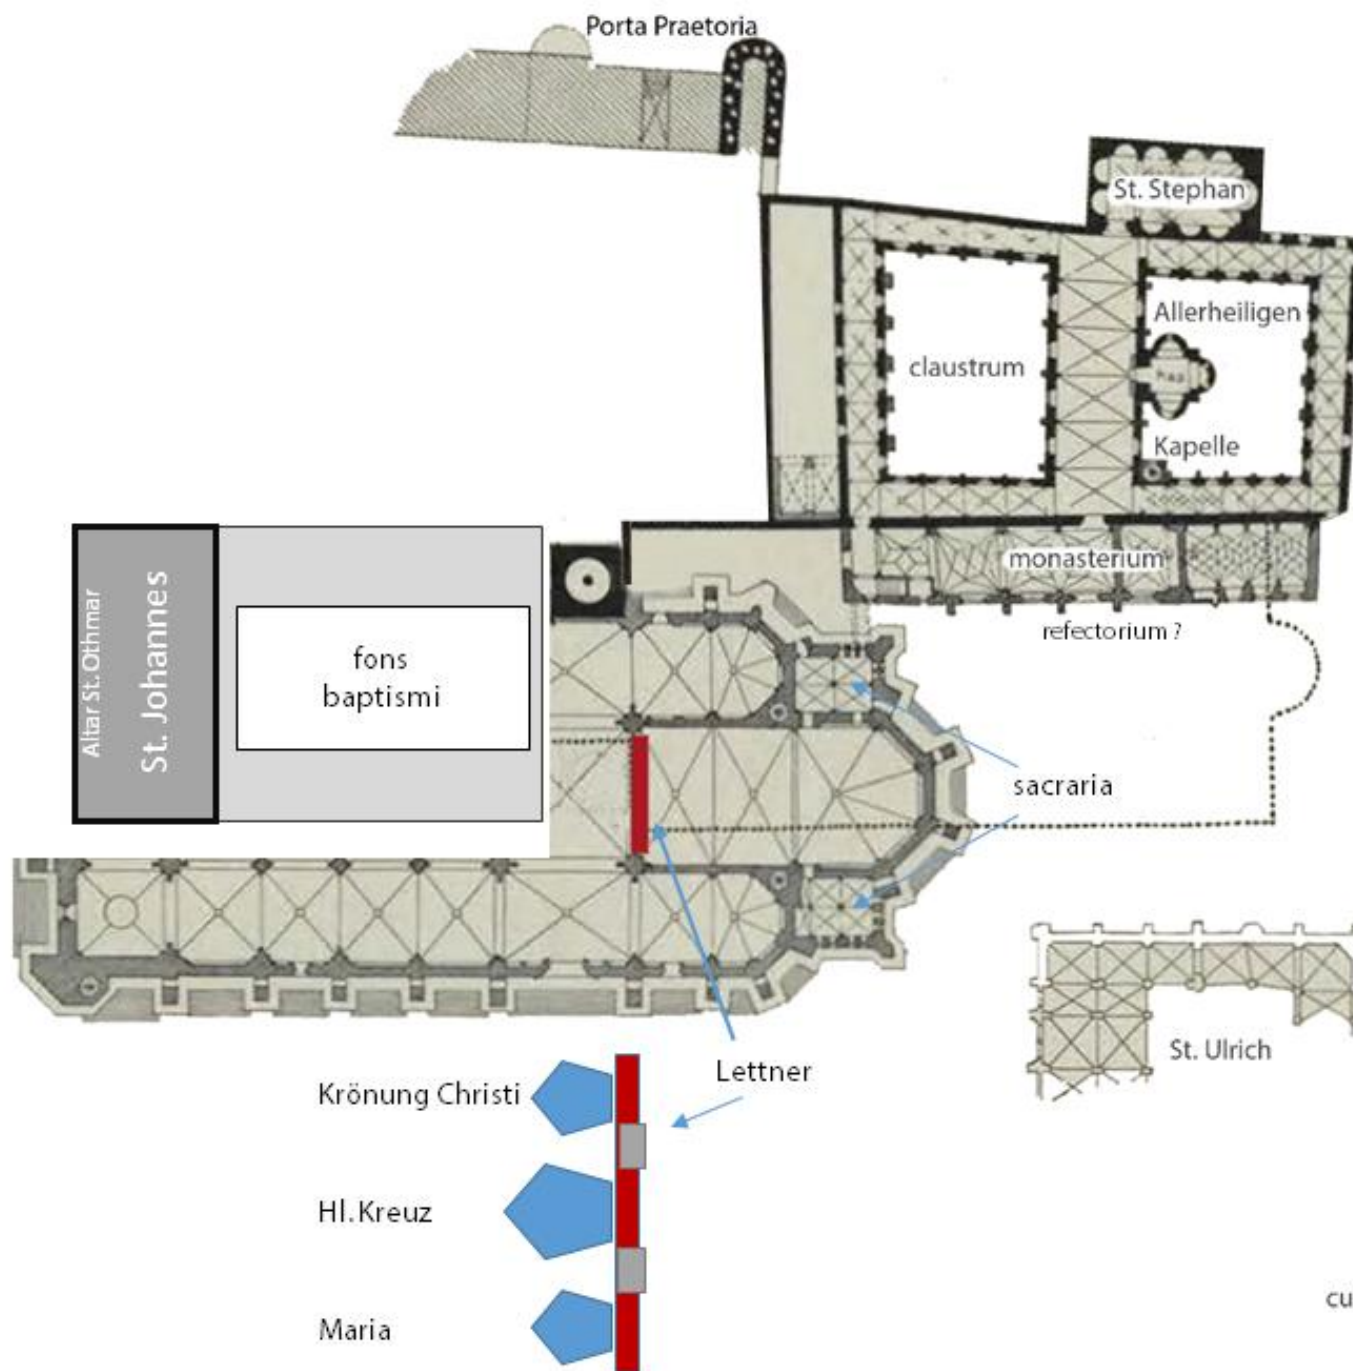 Porta Praetoria
St. Stephan
Allerheiligen
claustrum
Kapelle
monasterium
refectorium ?
Altar St. Othmar
St. Johannes
fons
baptismi
sacraria
St. Ulrich
Lettner
Krönung Christi
Hl.Kreuz
Maria
cu